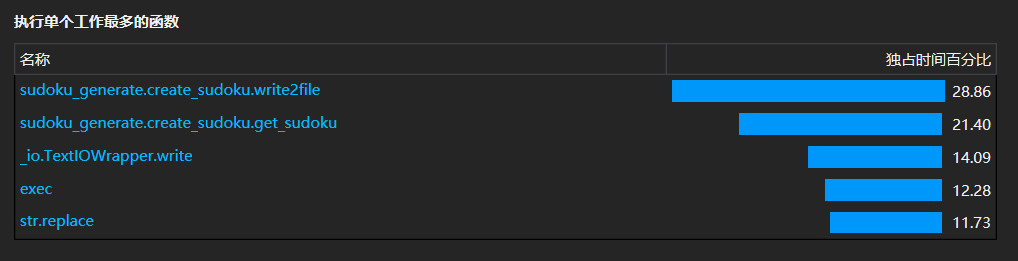 执行单个工作最多的函数
名称 独占时间百分比
sudoku_generate.create_sudoku.write2file 28.86
sudoku_generate.create_sudoku.get_sudoku 21.40
_io.TextIOWrapper.write 14.09
exec 12.28
str.replace 11.73